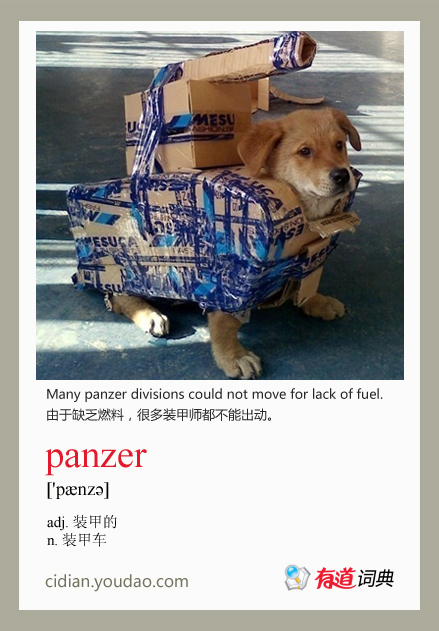 MESU
FASHION
MESUCA
Many panzer divisions could not move for lack of fuel.
由于缺乏燃料，很多装甲师都不能出动。
panzer
['pænzə]
adj. 装甲的
n. 装甲车
cidian.youdao.com
有道词典